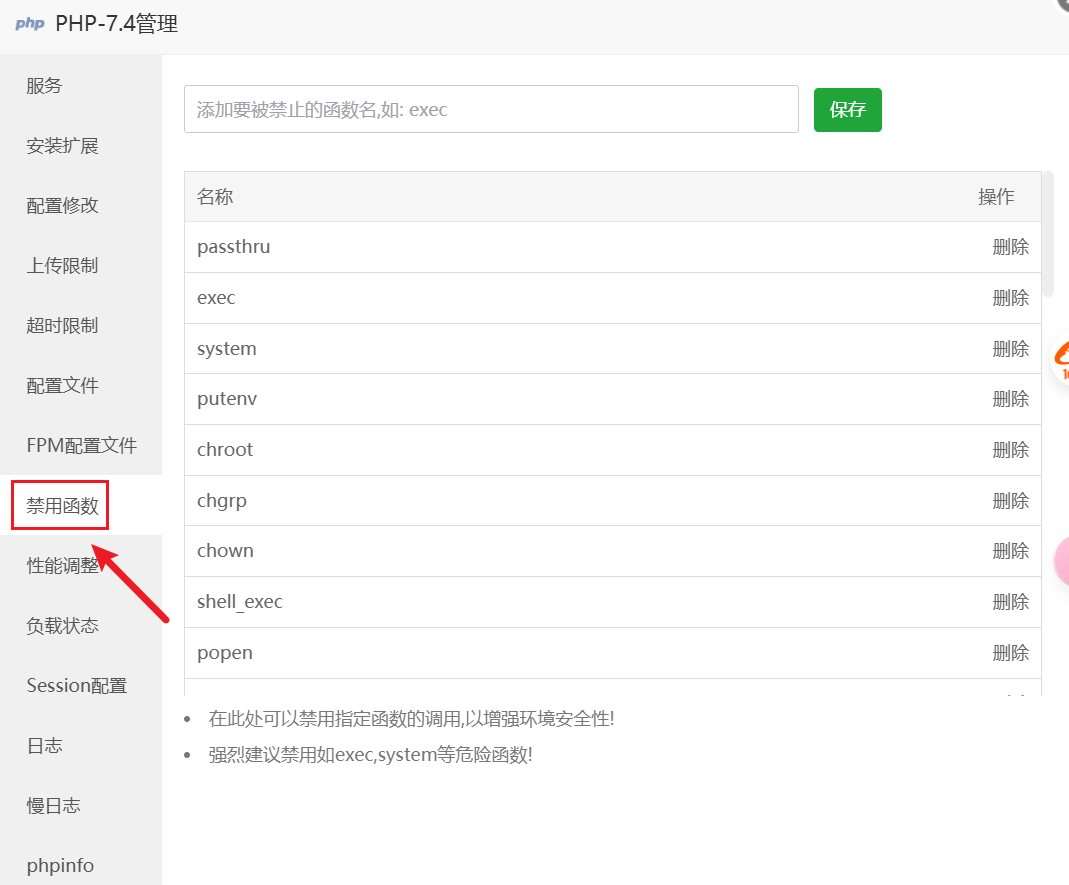 php PHP-7.4管理
服务
安装扩展
配置修改
上传限制
超时限制
配置文件
FPM配置文件
禁用函数
性能调整
负载状态
Session配置
日志
慢日志
phpinfo
添加要被禁止的函数名,如: exec 保存
名称 操作
passthru 删除
exec 删除
system 删除
putenv 删除
chroot 删除
chgrp 删除
chown 删除
shell_exec 删除
popen 删除
在此处可以禁用指定函数的调用,以增强环境安全性!
强烈建议禁用如exec,system等危险函数!